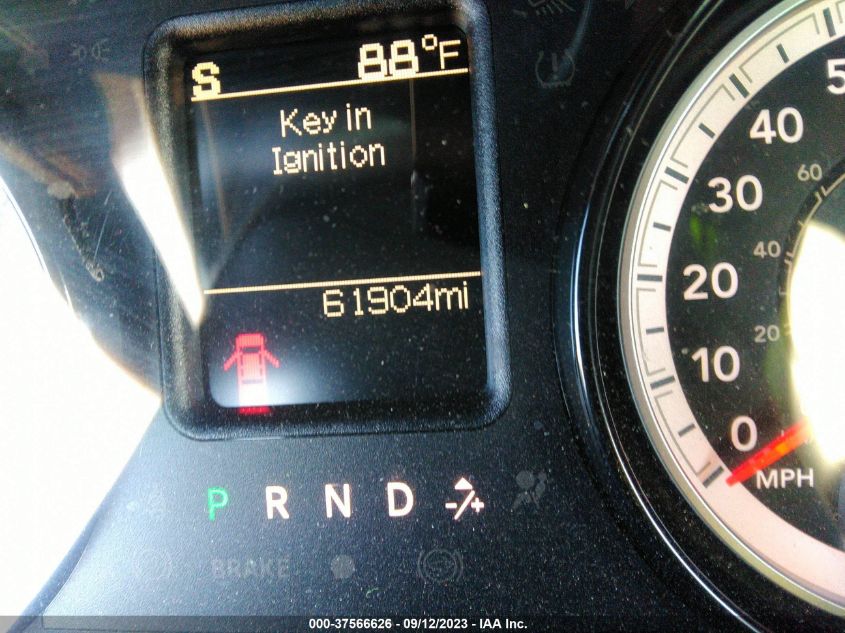 S 88°F
Key in
Ignition
61904mi
P R N D -/+
BRAKE
5
40
30
20
10
0
MPH
60
40
20
000-37566626 - 09/12/2023 - IAA Inc.